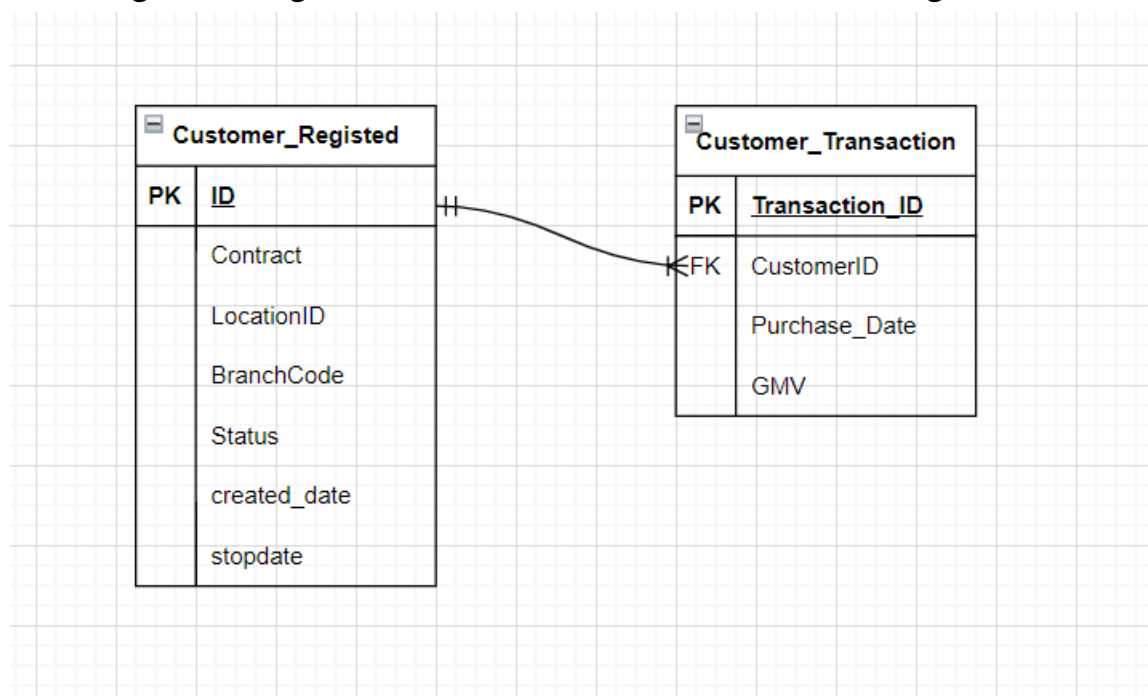 Customer_Registed
PK ID
Contract
LocationID
BranchCode
Status
created_date
stopdate
Customer_Transaction
PK Transaction_ID
FK CustomerID
Purchase_Date
GMV